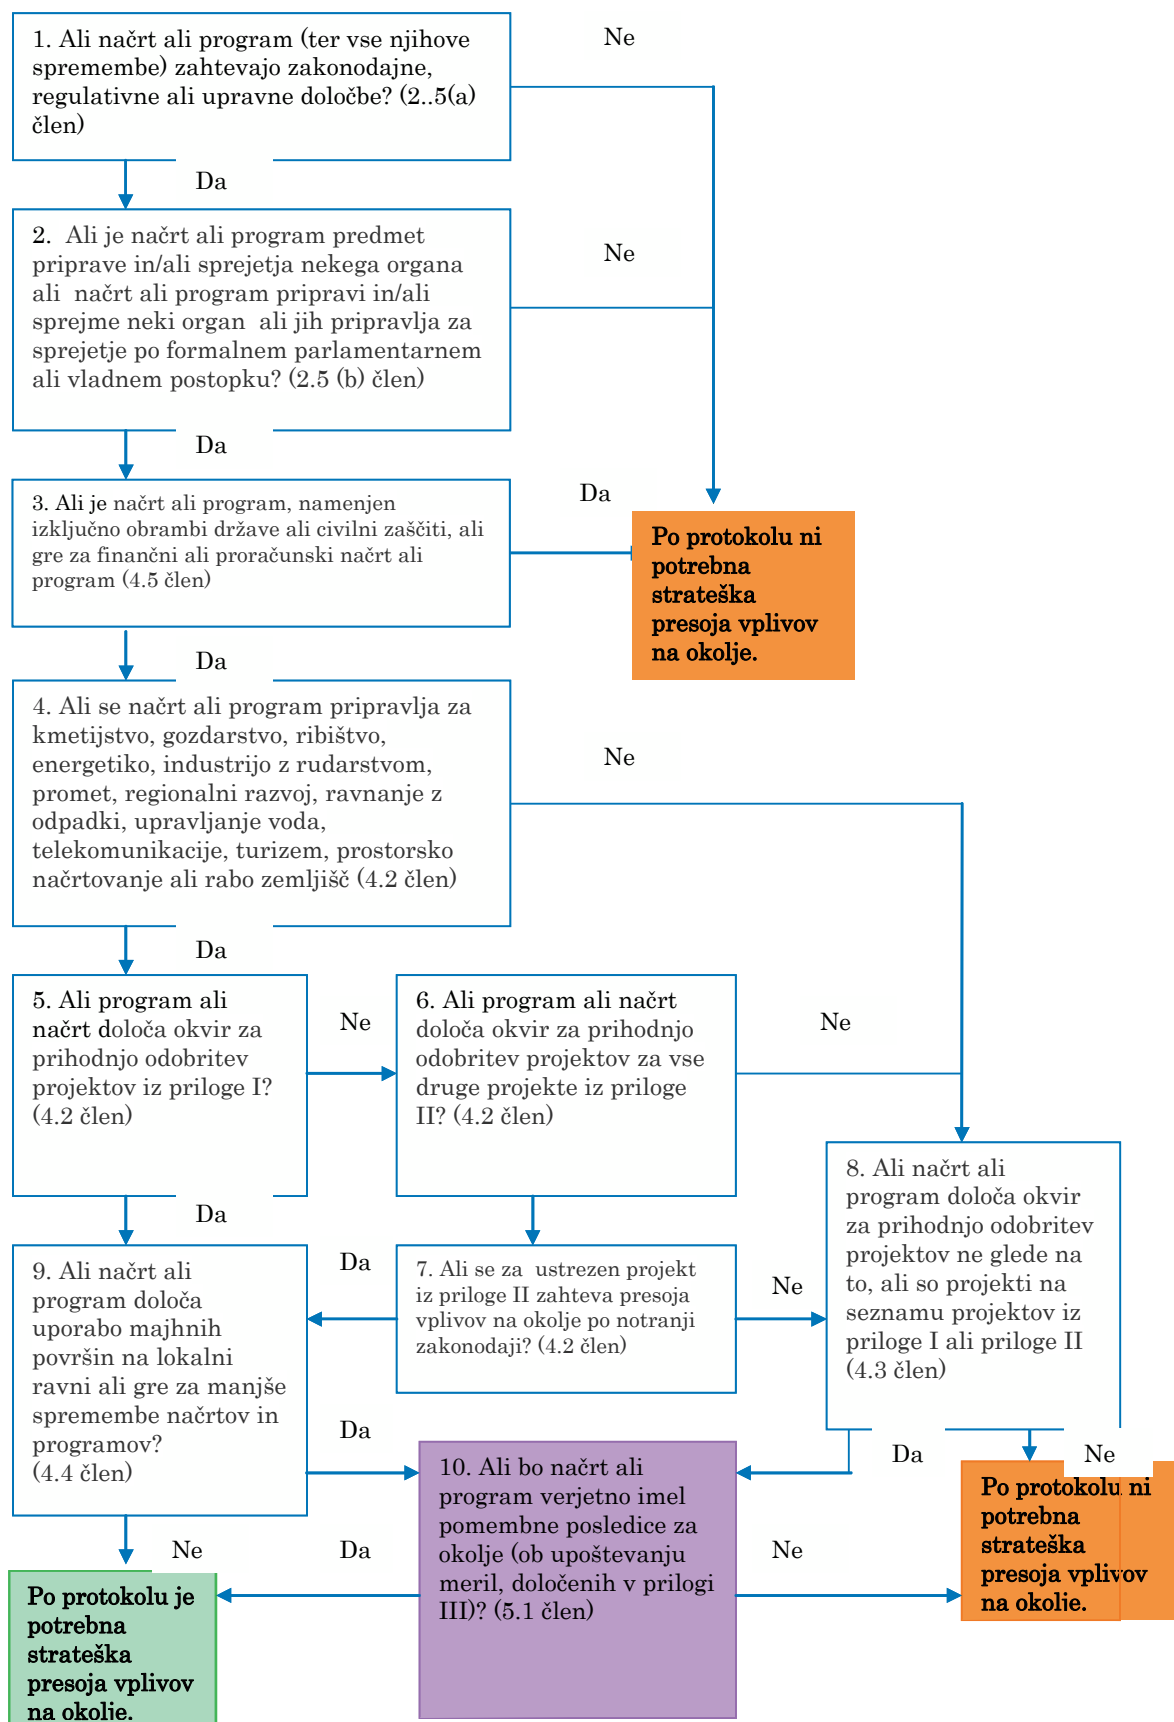 1. Ali načrt ali program (ter vse njihove
spremembe) zahtevajo zakonodajne,
regulativne ali upravne določbe? (2..5(a)
člen)
Ne
Da
2.  Ali je načrt ali program predmet
priprave in/ali sprejetja nekega organa
ali  načrt ali program pripravi in/ali
sprejme neki organ  ali jih pripravlja za
sprejetje po formalnem parlamentarnem
ali vladnem postopku? (2.5 (b) člen)
Ne
Da
3. Ali je načrt ali program, namenjen
izključno obrambi države ali civilni zaščiti, ali
gre za finančni ali proračunski načrt ali
program (4.5 člen)
Da
Po protokolu ni
potrebna
strateška
presoja vplivov
na okolje.
Da
4. Ali se načrt ali program pripravlja za
kmetijstvo, gozdarstvo, ribištvo,
energetiko, industrijo z rudarstvom,
promet, regionalni razvoj, ravnanje z
odpadki, upravljanje voda,
telekomunikacije, turizem, prostorsko
načrtovanje ali rabo zemljišč (4.2 člen)
Ne
Da
5. Ali program ali
načrt določa okvir za
prihodnjo odobritev
projektov iz priloge I?
(4.2 člen)
Ne
6. Ali program ali načrt
določa okvir za prihodnjo
odobritev projektov za vse
druge projekte iz priloge
II? (4.2 člen)
Ne
Da
8. Ali načrt ali
program določa okvir
za prihodnjo odobritev
projektov ne glede na
to, ali so projekti na
seznamu projektov iz
priloge I ali priloge II
(4.3 člen)
9. Ali načrt ali
program določa
uporabo majhnih
površin na lokalni
ravni ali gre za manjše
spremembe načrtov in
programov?
(4.4 člen)
Da
7. Ali se za  ustrezen projekt
iz priloge II zahteva presoja
vplivov na okolje po notranji
zakonodaji? (4.2 člen)
Ne
Da
Da
Ne
10. Ali bo načrt ali
program verjetno imel
pomembne posledice za
okolje (ob upoštevanju
meril, določenih v prilogi
III)? (5.1 člen)
Po protokolu ni
potrebna
strateška
presoja vplivov
na okolje.
Ne
Da
Ne
Po protokolu je
potrebna
strateška
presoja vplivov
na okolje.